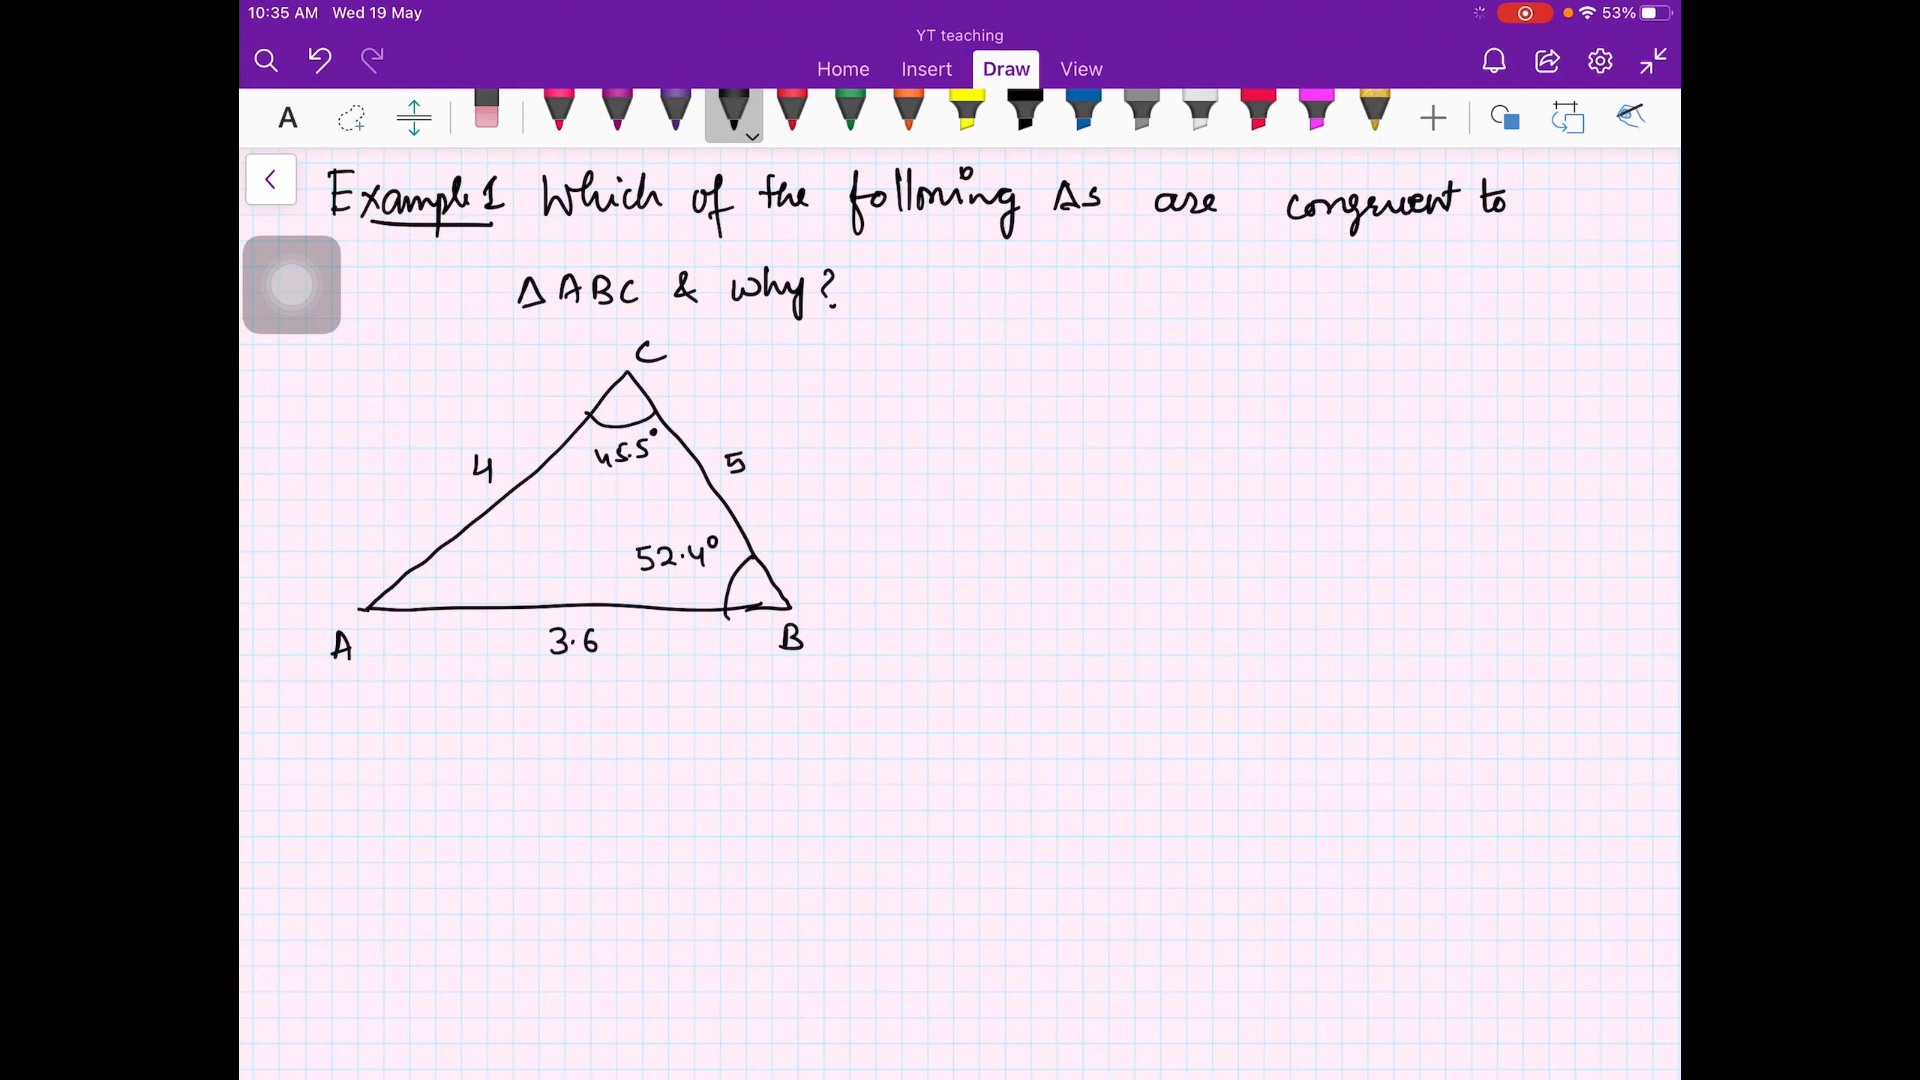 10:35 AM Wed 19 May
53%
YT teaching
Home Insert Draw View
A
Example 1 Which of the following Δs are congruent to
Δ ABC & why?
C
45.5°
4
5
52.4°
A
3.6
B